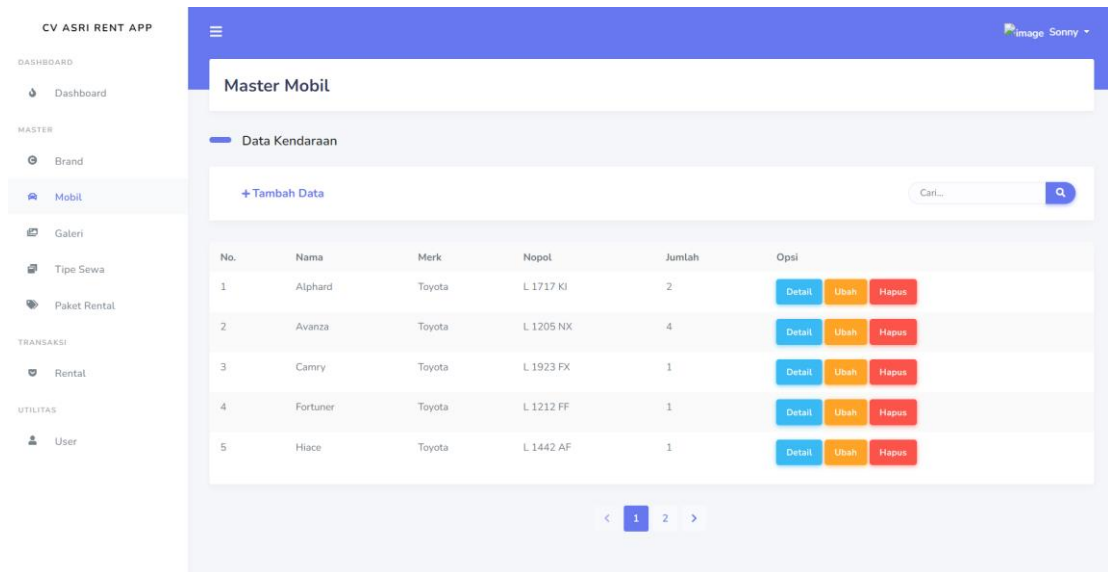 CV ASRI RENT APP
DASHBOARD
Dashboard
MASTER
Brand
Mobil
Galeri
Tipe Sewa
Paket Rental
TRANSAKSI
Rental
UTILITAS
User
image Sonny
Master Mobil
Data Kendaraan
+ Tambah Data
Cari...
No. Nama Merk Nopol Jumlah Opsi
1 Alphard Toyota L 1717 KI 2 Detail Ubah Hapus
2 Avanza Toyota L 1205 NX 4 Detail Ubah Hapus
3 Camry Toyota L 1923 FX 1 Detail Ubah Hapus
4 Fortuner Toyota L 1212 FF 1 Detail Ubah Hapus
5 Hiace Toyota L 1442 AF 1 Detail Ubah Hapus
< 1 2 >